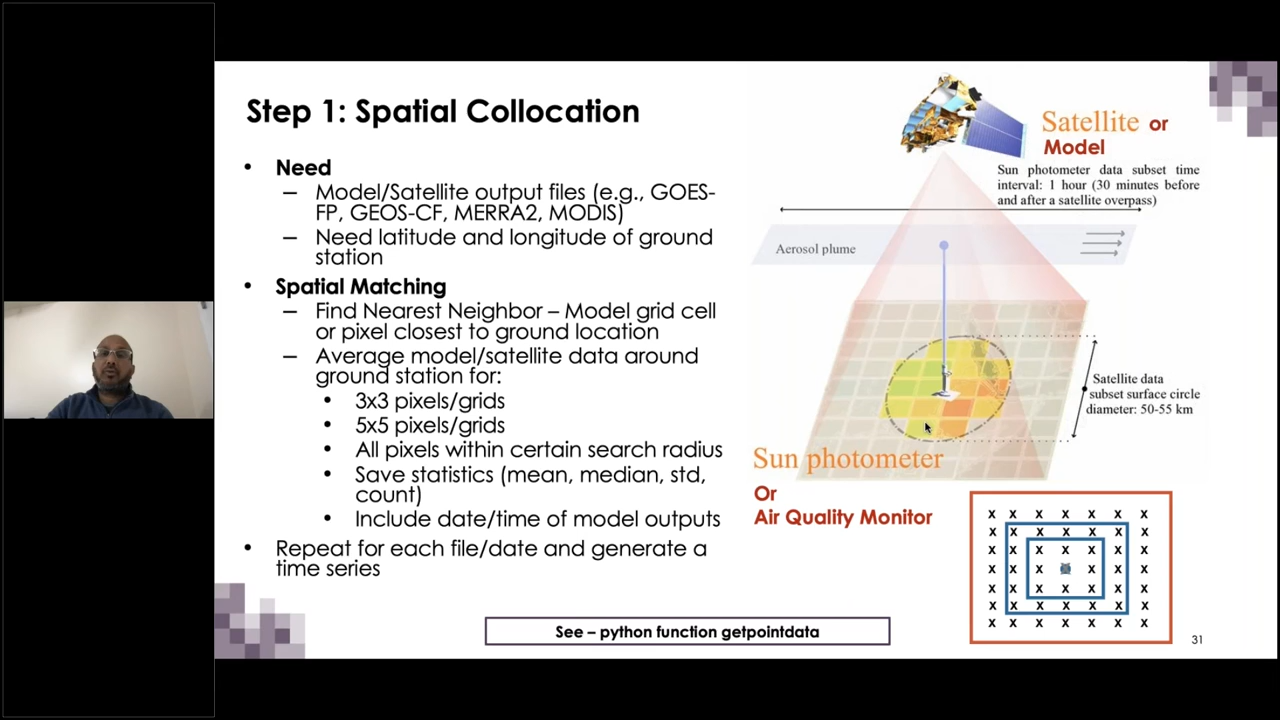 Step 1: Spatial Collocation
• Need
– Model/Satellite output files (e.g., GOES-
FP, GEOS-CF, MERRA2, MODIS)
– Need latitude and longitude of ground
station
• Spatial Matching
– Find Nearest Neighbor – Model grid cell
or pixel closest to ground location
– Average model/satellite data around
ground station for:
• 3x3 pixels/grids
• 5x5 pixels/grids
• All pixels within certain search radius
• Save statistics (mean, median, std,
count)
• Include date/time of model outputs
• Repeat for each file/date and generate a
time series
See – python function getpointdata
Satellite or
Model
Sun photometer data subset time
interval: 1 hour (30 minutes before
and after a satellite overpass)
Aerosol plume
Satellite data
subset surface circle
diameter: 50-55 km
Sun photometer
Or
Air Quality Monitor
x x x x x x x
x x x x x x x
x x x x x x x
x x x x x x
x x x x x x x
x x x x x x x
x x x x x x x
31